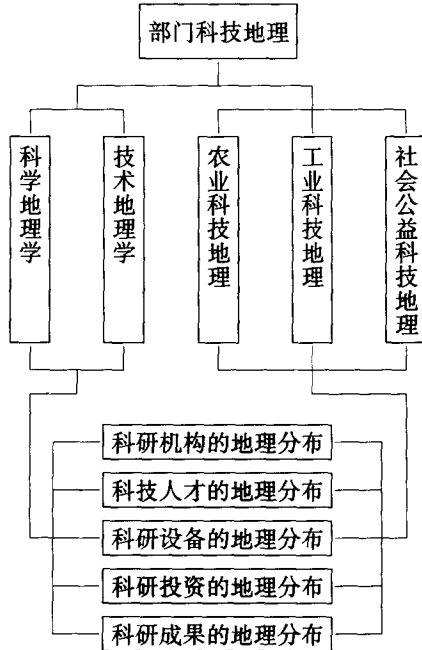 部门科技地理
科学地理学
技术地理学
农业科技地理
工业科技地理
社会公益科技地理
科研机构的地理分布
科技人才的地理分布
科研设备的地理分布
科研投资的地理分布
科研成果的地理分布